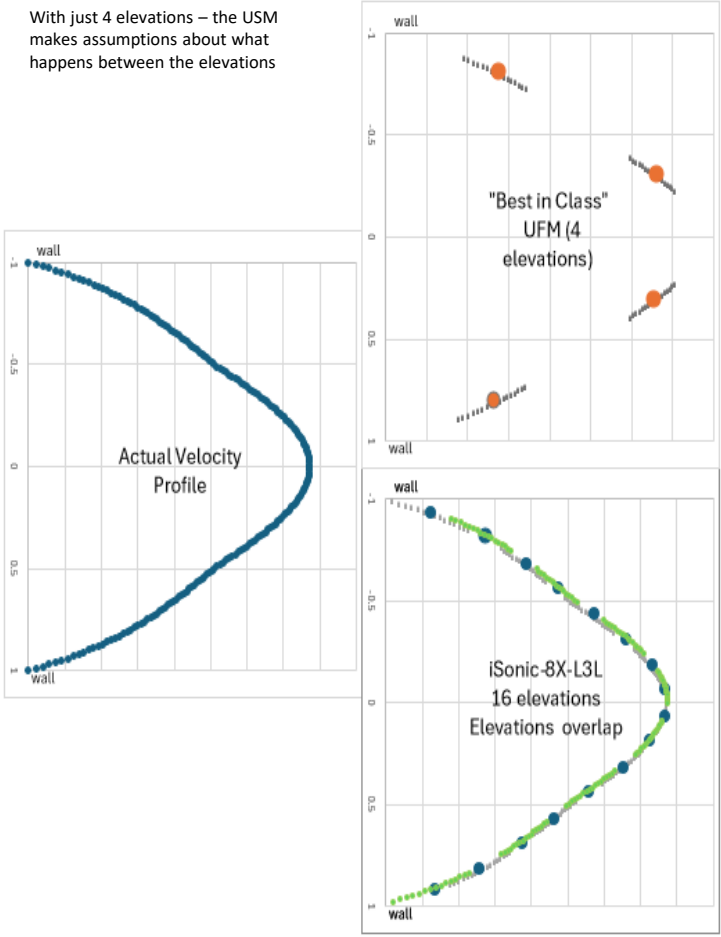 With just 4 elevations – the USM
makes assumptions about what
happens between the elevations
wall
-1
-0.5
0
0.5
1
Actual Velocity
Profile
wall
wall
-1
-0.5
0
0.5
1
"Best in Class"
UFM (4
elevations)
wall
wall
-1
-0.5
0
0.5
1
iSonic-8X-L3L
16 elevations
Elevations overlap
wall